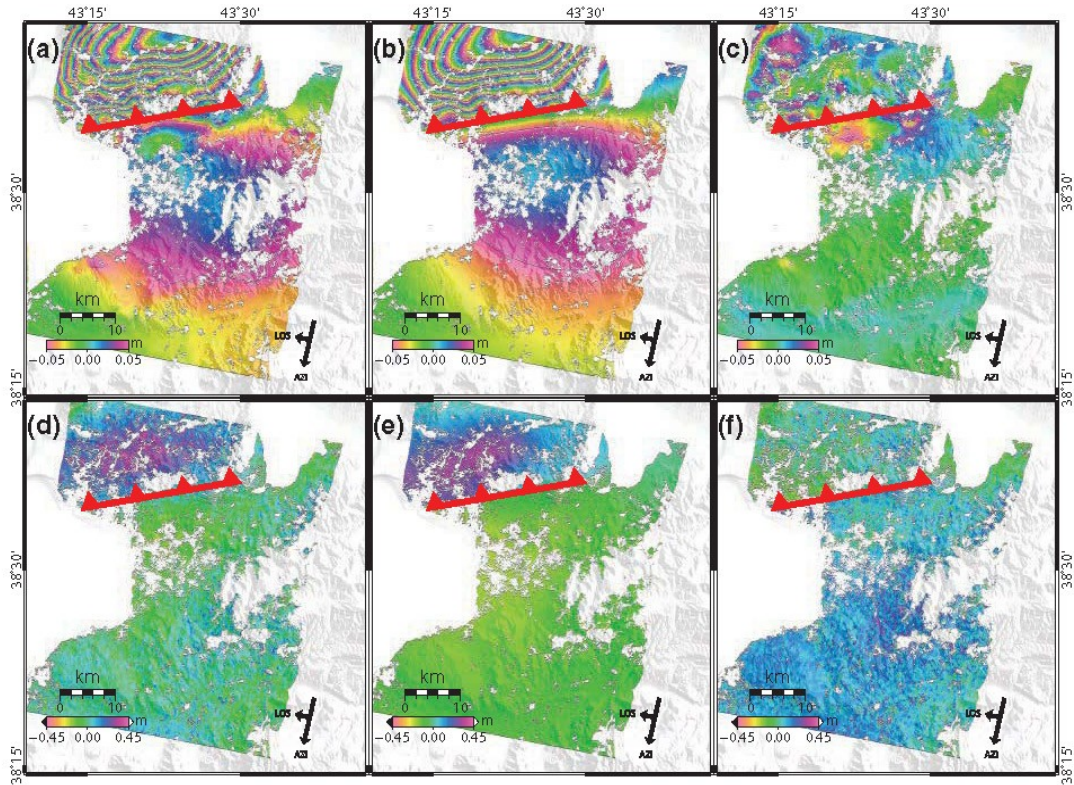 43°15' 43°30' 43°15' 43°30'
(a) (b) (c)
38°30' 38°30'
km km km
0 10 0 10 0 10
LOS LOS LOS
m m m
−0.05 0.00 0.05 −0.05 0.00 0.05 −0.05 0.00 0.05
AZI AZI AZI
38°15' 38°15'
(d) (e) (f)
38°30' 38°30'
km km km
0 10 0 10 0 10
LOS LOS LOS
m m m
−0.45 0.00 0.45 −0.45 0.00 0.45 −0.45 0.00 0.45
AZI AZI AZI
38°15' 38°15'
43°15' 43°30'